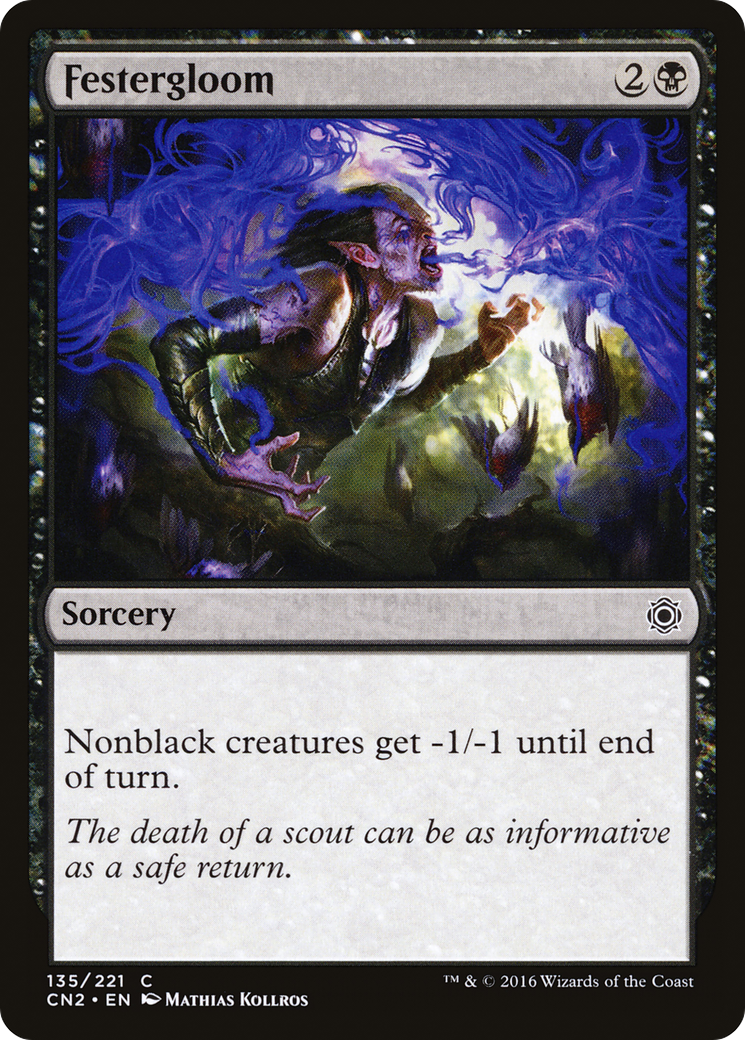 Festergloom
2
Sorcery
Nonblack creatures get -1/-1 until end
of turn.
The death of a scout can be as informative
as a safe return.
135/221 C
™ & © 2016 Wizards of the Coast
CN2 • EN Mathias Kollros